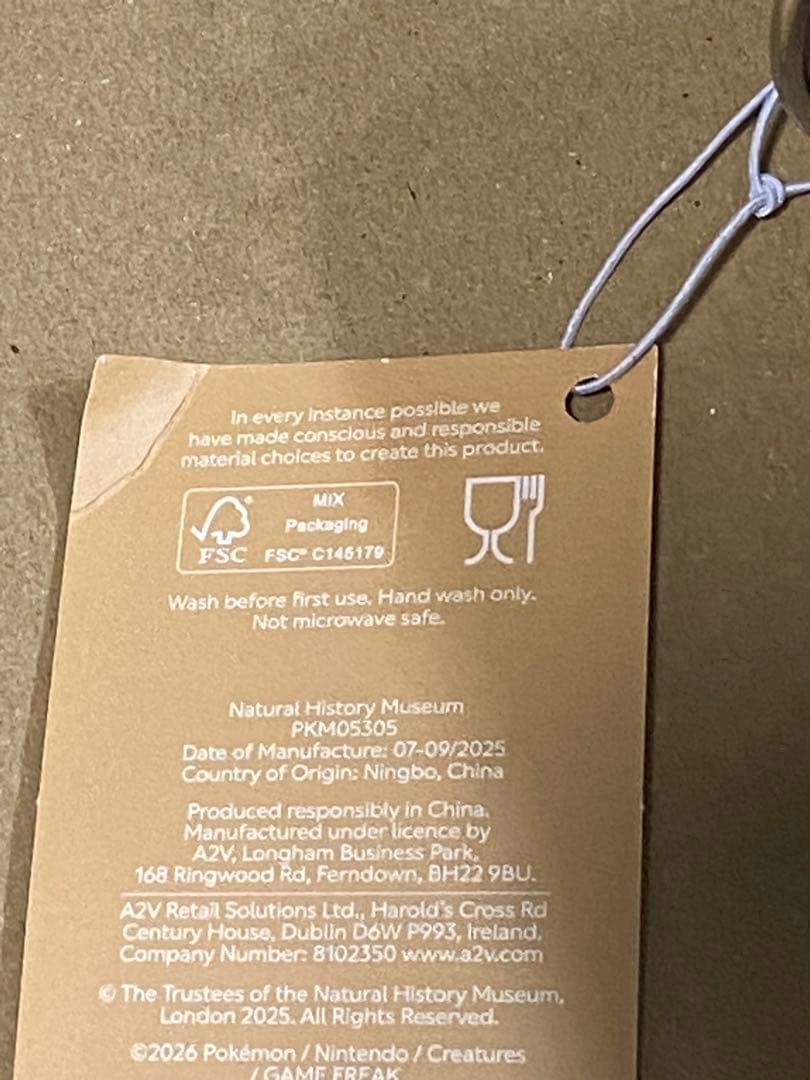 In every instance possible we
have made conscious and responsible
material choices to create this product.
MIX
Packaging
FSC
FSC® C145179
Wash before first use. Hand wash only.
Not microwave safe.
Natural History Museum
PKM05305
Date of Manufacture: 07-09/2025
Country of Origin: Ningbo, China
Produced responsibly in China.
Manufactured under licence by
A2V, Longham Business Park,
168 Ringwood Rd, Ferndown, BH22 9BU.
A2V Retail Solutions Ltd., Harold's Cross Rd
Century House, Dublin D6W P993, Ireland.
Company Number: 8102350 www.a2v.com
© The Trustees of the Natural History Museum,
London 2025. All Rights Reserved.
©2026 Pokémon / Nintendo / Creatures
/ GAME FREAK